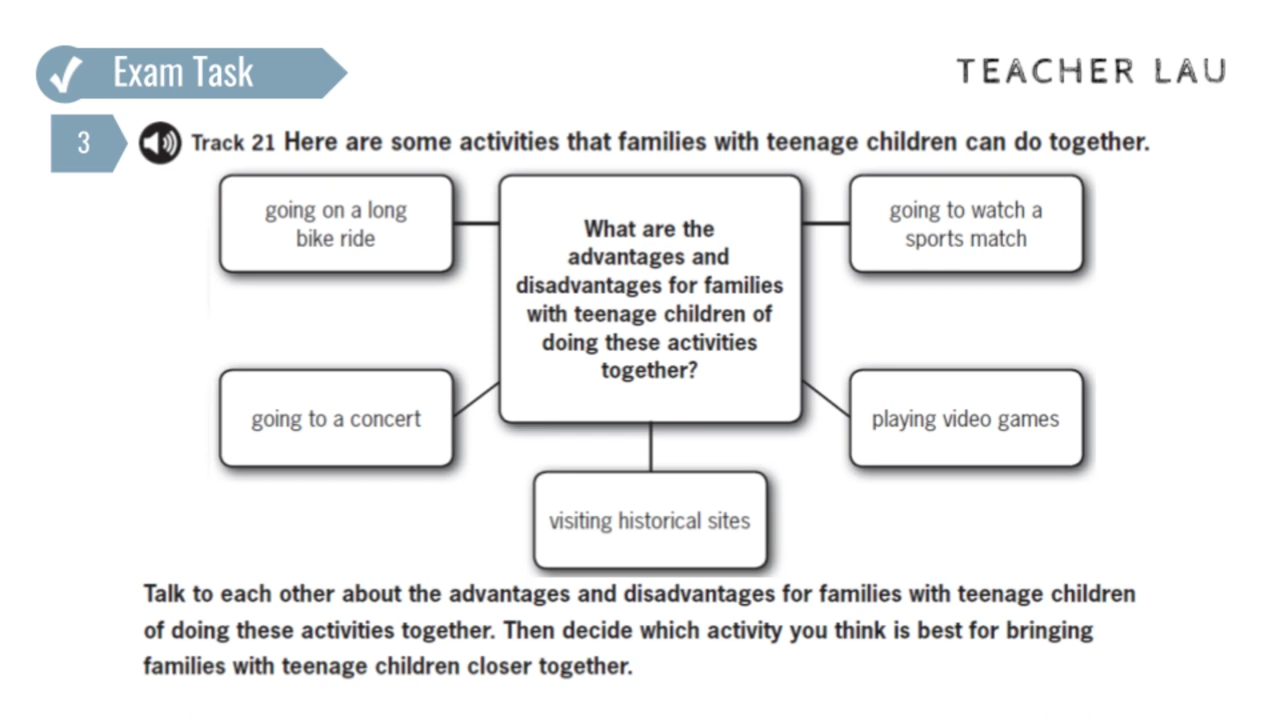 Exam Task
TEACHER LAU
3
Track 21 Here are some activities that families with teenage children can do together.
going on a long
bike ride
What are the
advantages and
disadvantages for families
with teenage children of
doing these activities
together?
going to watch a
sports match
going to a concert
playing video games
visiting historical sites
Talk to each other about the advantages and disadvantages for families with teenage children
of doing these activities together. Then decide which activity you think is best for bringing
families with teenage children closer together.